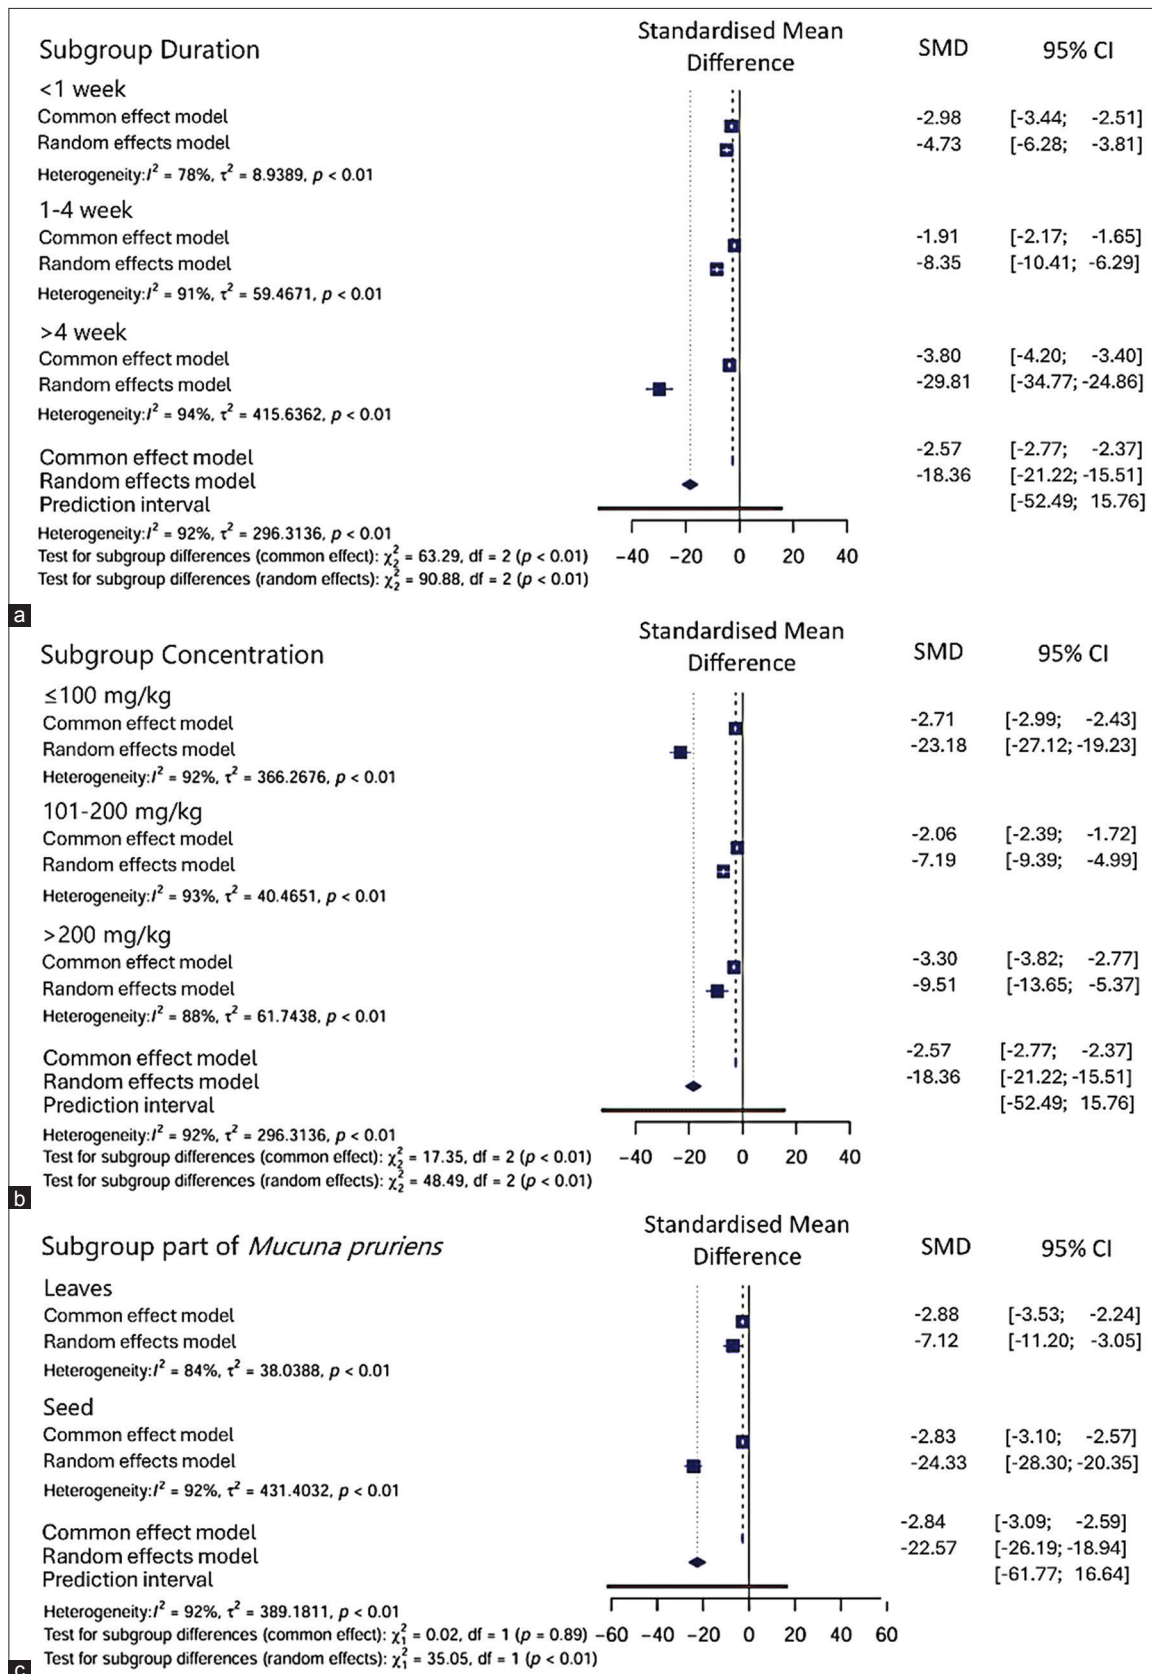 Subgroup Duration
Standardised Mean Difference
SMD 95% CI
<1 week
Common effect model -2.98 [-3.44; -2.51]
Random effects model -4.73 [-6.28; -3.81]
Heterogeneity:I² = 78%, τ² = 8.9389, p < 0.01
1-4 week
Common effect model -1.91 [-2.17; -1.65]
Random effects model -8.35 [-10.41; -6.29]
Heterogeneity:I² = 91%, τ² = 59.4671, p < 0.01
>4 week
Common effect model -3.80 [-4.20; -3.40]
Random effects model -29.81 [-34.77; -24.86]
Heterogeneity:I² = 94%, τ² = 415.6362, p < 0.01
Common effect model -2.57 [-2.77; -2.37]
Random effects model -18.36 [-21.22; -15.51]
Prediction interval [-52.49; 15.76]
Heterogeneity:I² = 92%, τ² = 296.3136, p < 0.01
Test for subgroup differences (common effect): χ²₂ = 63.29, df = 2 (p < 0.01)
−40 −20 0 20 40
Test for subgroup differences (random effects): χ²₂ = 90.88, df = 2 (p < 0.01)
a
Subgroup Concentration
Standardised Mean Difference
SMD 95% CI
≤100 mg/kg
Common effect model -2.71 [-2.99; -2.43]
Random effects model -23.18 [-27.12; -19.23]
Heterogeneity:I² = 92%, τ² = 366.2676, p < 0.01
101-200 mg/kg
Common effect model -2.06 [-2.39; -1.72]
Random effects model -7.19 [-9.39; -4.99]
Heterogeneity:I² = 93%, τ² = 40.4651, p < 0.01
>200 mg/kg
Common effect model -3.30 [-3.82; -2.77]
Random effects model -9.51 [-13.65; -5.37]
Heterogeneity:I² = 88%, τ² = 61.7438, p < 0.01
Common effect model -2.57 [-2.77; -2.37]
Random effects model -18.36 [-21.22; -15.51]
Prediction interval [-52.49; 15.76]
Heterogeneity:I² = 92%, τ² = 296.3136, p < 0.01
Test for subgroup differences (common effect): χ²₂ = 17.35, df = 2 (p < 0.01)
−40 −20 0 20 40
Test for subgroup differences (random effects): χ²₂ = 48.49, df = 2 (p < 0.01)
b
Subgroup part of Mucuna pruriens
Standardised Mean Difference
SMD 95% CI
Leaves
Common effect model -2.88 [-3.53; -2.24]
Random effects model -7.12 [-11.20; -3.05]
Heterogeneity:I² = 84%, τ² = 38.0388, p < 0.01
Seed
Common effect model -2.83 [-3.10; -2.57]
Random effects model -24.33 [-28.30; -20.35]
Heterogeneity:I² = 92%, τ² = 431.4032, p < 0.01
Common effect model -2.84 [-3.09; -2.59]
Random effects model -22.57 [-26.19; -18.94]
Prediction interval [-61.77; 16.64]
Heterogeneity:I² = 92%, τ² = 389.1811, p < 0.01
Test for subgroup differences (common effect): χ²₁ = 0.02, df = 1 (p = 0.89)
−60 −40 −20 0 20 40 60
Test for subgroup differences (random effects): χ²₁ = 35.05, df = 1 (p < 0.01)
c